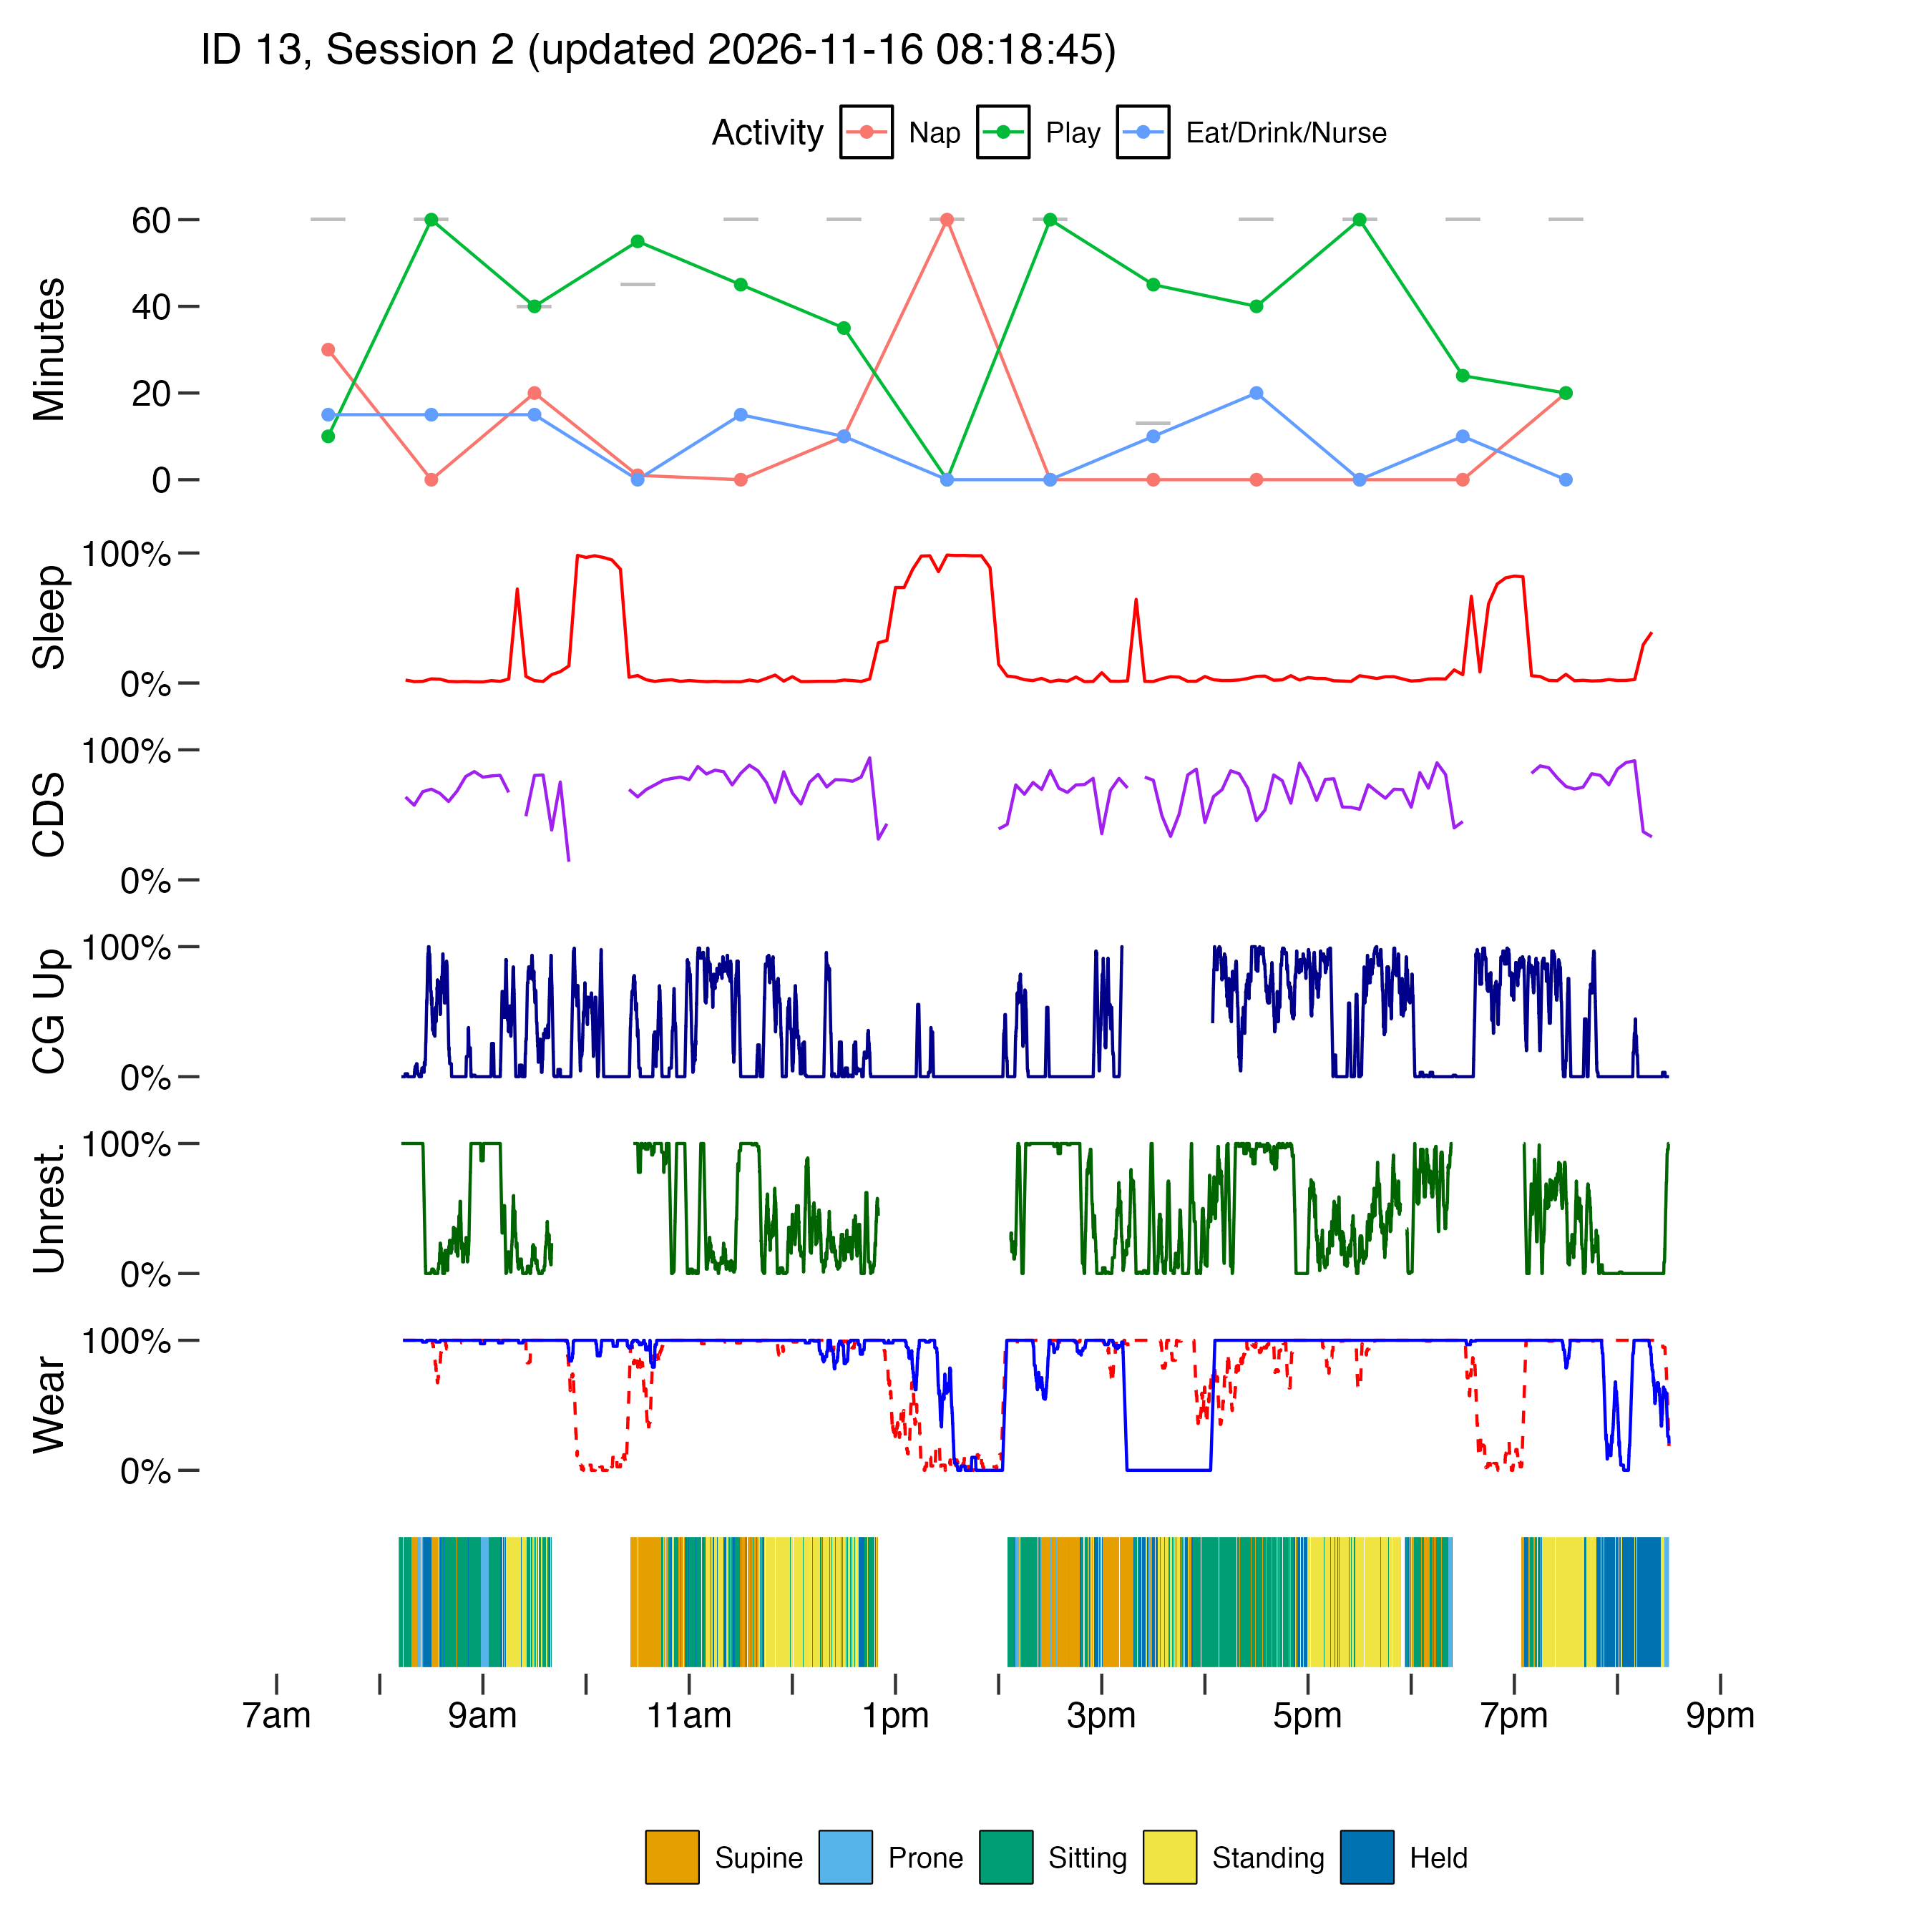 ID 13, Session 2 (updated 2026-11-16 08:18:45)
Activity Nap Play Eat/Drink/Nurse
Minutes
60
40
20
0
Sleep
100%
0%
CDS
100%
0%
CG Up
100%
0%
Unrest.
100%
0%
Wear
100%
0%
7am 9am 11am 1pm 3pm 5pm 7pm 9pm
Supine Prone Sitting Standing Held